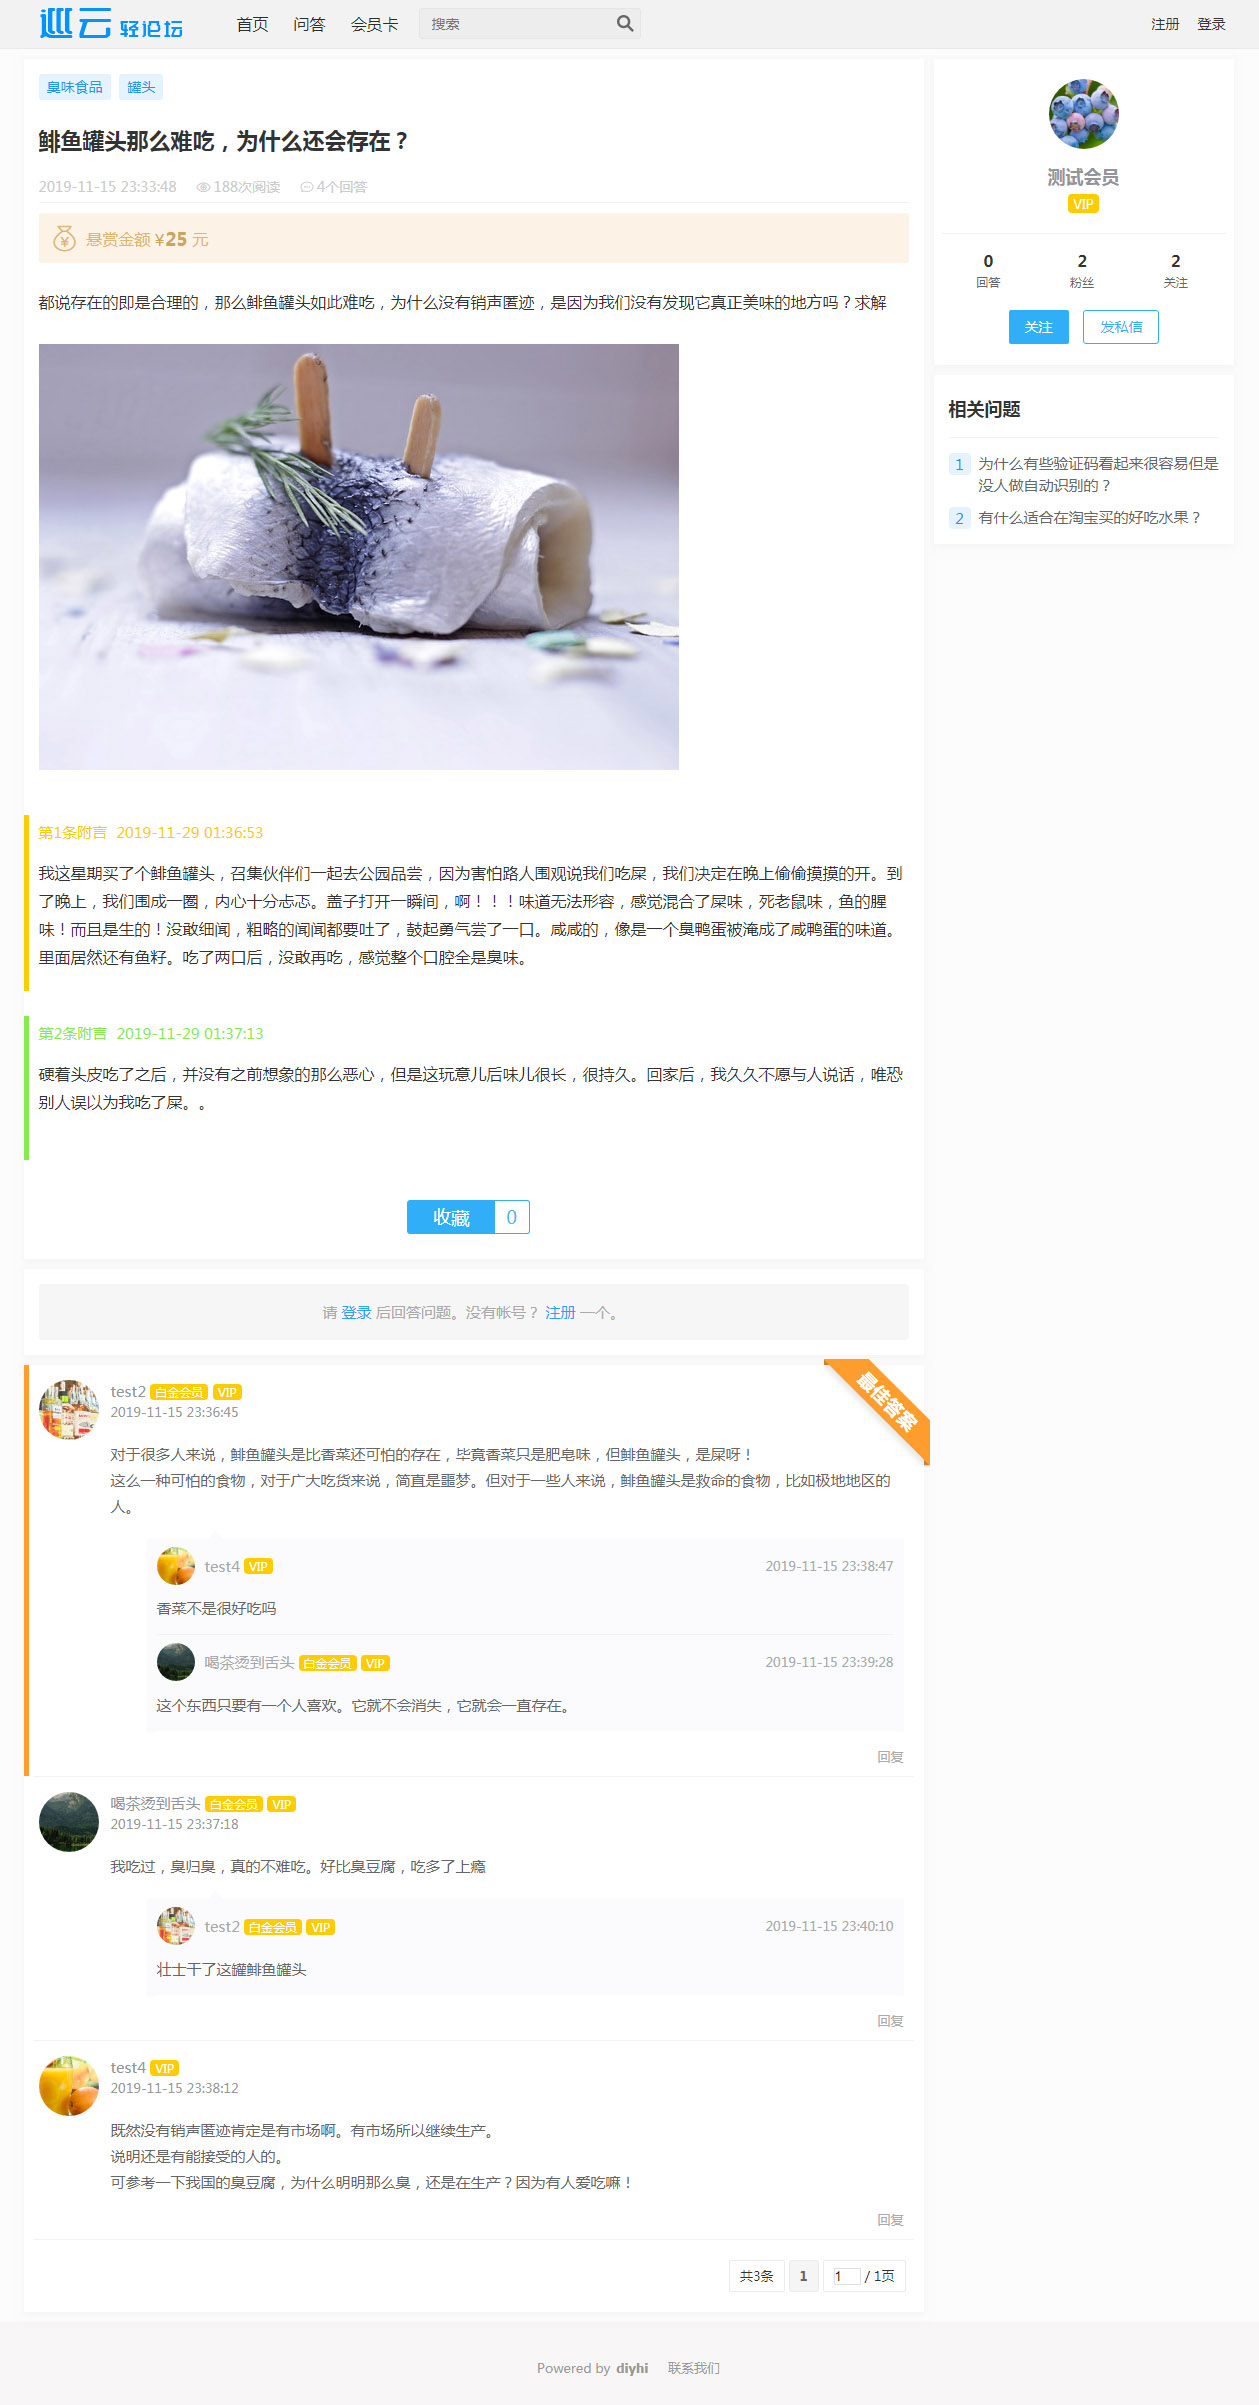 巡云 轻论坛 首页 问答 会员卡 搜索 注册 登录
臭味食品 罐头
鲱鱼罐头那么难吃，为什么还会存在？
2019-11-15 23:33:48 188次阅读 4个回答
悬赏金额 ¥25 元
都说存在的即是合理的，那么鲱鱼罐头如此难吃，为什么没有销声匿迹，是因为我们没有发现它真正美味的地方吗？求解
第1条附言 2019-11-29 01:36:53
我这星期买了个鲱鱼罐头，召集伙伴们一起去公园品尝，因为害怕路人围观说我们吃屎，我们决定在晚上偷偷摸摸的开。到
了晚上，我们围成一圈，内心十分忐忑。盖子打开一瞬间，啊！！！味道无法形容，感觉混合了屎味，死老鼠味，鱼的腥
味！而且是生的！没敢细闻，粗略的闻闻都要吐了，鼓起勇气尝了一口。咸咸的，像是一个臭鸭蛋被淹成了咸鸭蛋的味道。
里面居然还有鱼籽。吃了两口后，没敢再吃，感觉整个口腔全是臭味。
第2条附言 2019-11-29 01:37:13
硬着头皮吃了之后，并没有之前想象的那么恶心，但是这玩意儿后味儿很长，很持久。回家后，我久久不愿与人说话，唯恐
别人误以为我吃了屎。。
收藏 0
请 登录 后回答问题。没有帐号？ 注册 一个。
最佳答案
test2 白金会员 VIP
2019-11-15 23:36:45
对于很多人来说，鲱鱼罐头是比香菜还可怕的存在，毕竟香菜只是肥皂味，但鲱鱼罐头，是屎呀！
这么一种可怕的食物，对于广大吃货来说，简直是噩梦。但对于一些人来说，鲱鱼罐头是救命的食物，比如极地地区的
人。
test4 VIP 2019-11-15 23:38:47
香菜不是很好吃吗
喝茶烫到舌头 白金会员 VIP 2019-11-15 23:39:28
这个东西只要有一个人喜欢。它就不会消失，它就会一直存在。
回复
喝茶烫到舌头 白金会员 VIP
2019-11-15 23:37:18
我吃过，臭归臭，真的不难吃。好比臭豆腐，吃多了上瘾
test2 白金会员 VIP 2019-11-15 23:40:10
壮士干了这罐鲱鱼罐头
回复
test4 VIP
2019-11-15 23:38:12
既然没有销声匿迹肯定是有市场啊。有市场所以继续生产。
说明还是有能接受的人的。
可参考一下我国的臭豆腐，为什么明明那么臭，还是在生产？因为有人爱吃嘛！
回复
共3条 1 1 / 1页
测试会员
VIP
0 2 2
回答 粉丝 关注
关注 发私信
相关问题
1 为什么有些验证码看起来很容易但是
没人做自动识别的？
2 有什么适合在淘宝买的好吃水果？
Powered by diyhi 联系我们